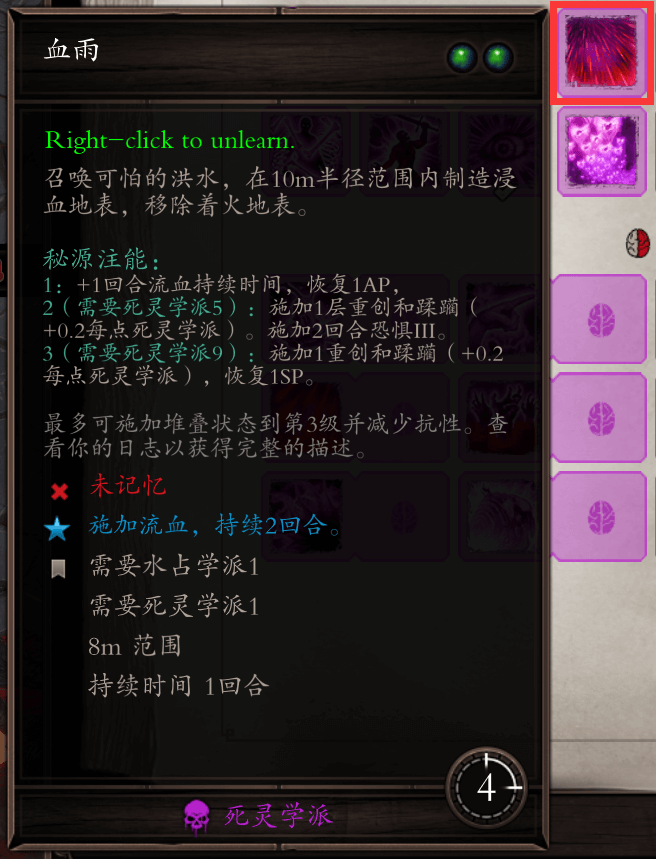 血雨
Right-click to unlearn.
召唤可怕的洪水，在10m半径范围内制造浸
血地表，移除着火地表。
秘源注能：
1：+1回合流血持续时间，恢复1AP，
2（需要死灵学派5）：施加1层重创和蹂躏（
+0.2每点死灵学派）。施加2回合恐惧III。
3（需要死灵学派9）：施加1重创和蹂躏（+0.2
每点死灵学派），恢复1SP。
最多可施加堆叠状态到第3级并减少抗性。查
看你的日志以获得完整的描述。
未记忆
施加流血，持续2回合。
需要水占学派1
需要死灵学派1
8m 范围
持续时间 1回合
4
死灵学派